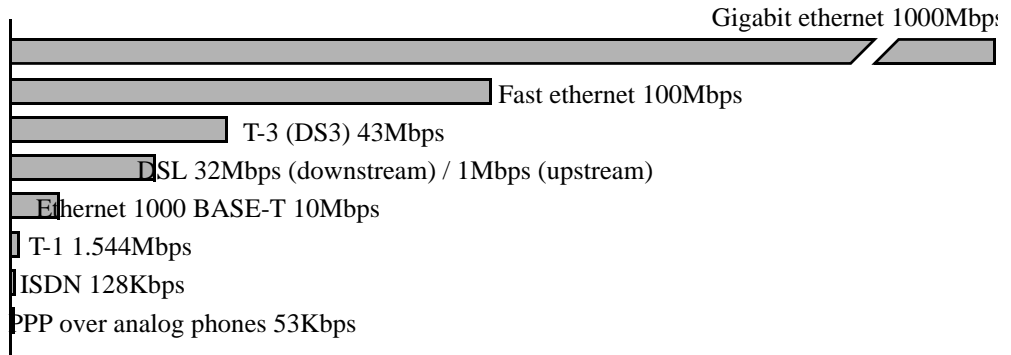 Gigabit ethernet 1000Mbps
Fast ethernet 100Mbps
T-3 (DS3) 43Mbps
DSL 32Mbps (downstream) / 1Mbps (upstream)
Ethernet 1000 BASE-T 10Mbps
T-1 1.544Mbps
ISDN 128Kbps
PPP over analog phones 53Kbps